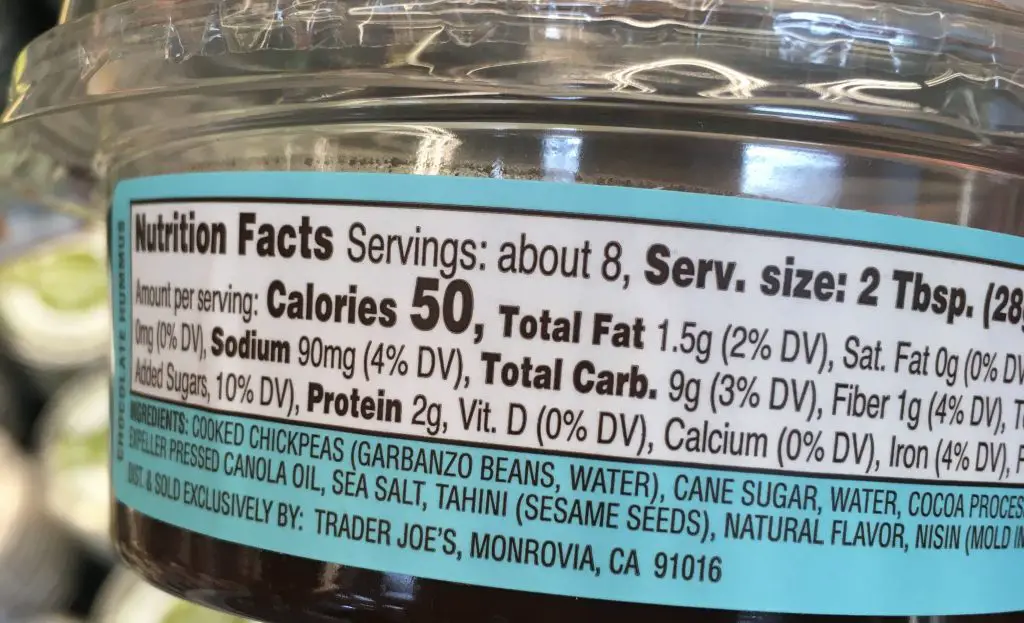 CHOCOLATE HUMMUS
Nutrition Facts Servings: about 8, Serv. size: 2 Tbsp. (28
Amount per serving: Calories 50, Total Fat 1.5g (2% DV), Sat. Fat 0g (0% DV
0mg (0% DV), Sodium 90mg (4% DV), Total Carb. 9g (3% DV), Fiber 1g (4% DV), T
Added Sugars, 10% DV), Protein 2g, Vit. D (0% DV), Calcium (0% DV), Iron (4% DV), P
INGREDIENTS: COOKED CHICKPEAS (GARBANZO BEANS, WATER), CANE SUGAR, WATER, COCOA PROCES
EXPELLER PRESSED CANOLA OIL, SEA SALT, TAHINI (SESAME SEEDS), NATURAL FLAVOR, NISIN (MOLD IN
DIST. & SOLD EXCLUSIVELY BY: TRADER JOE'S, MONROVIA, CA 91016